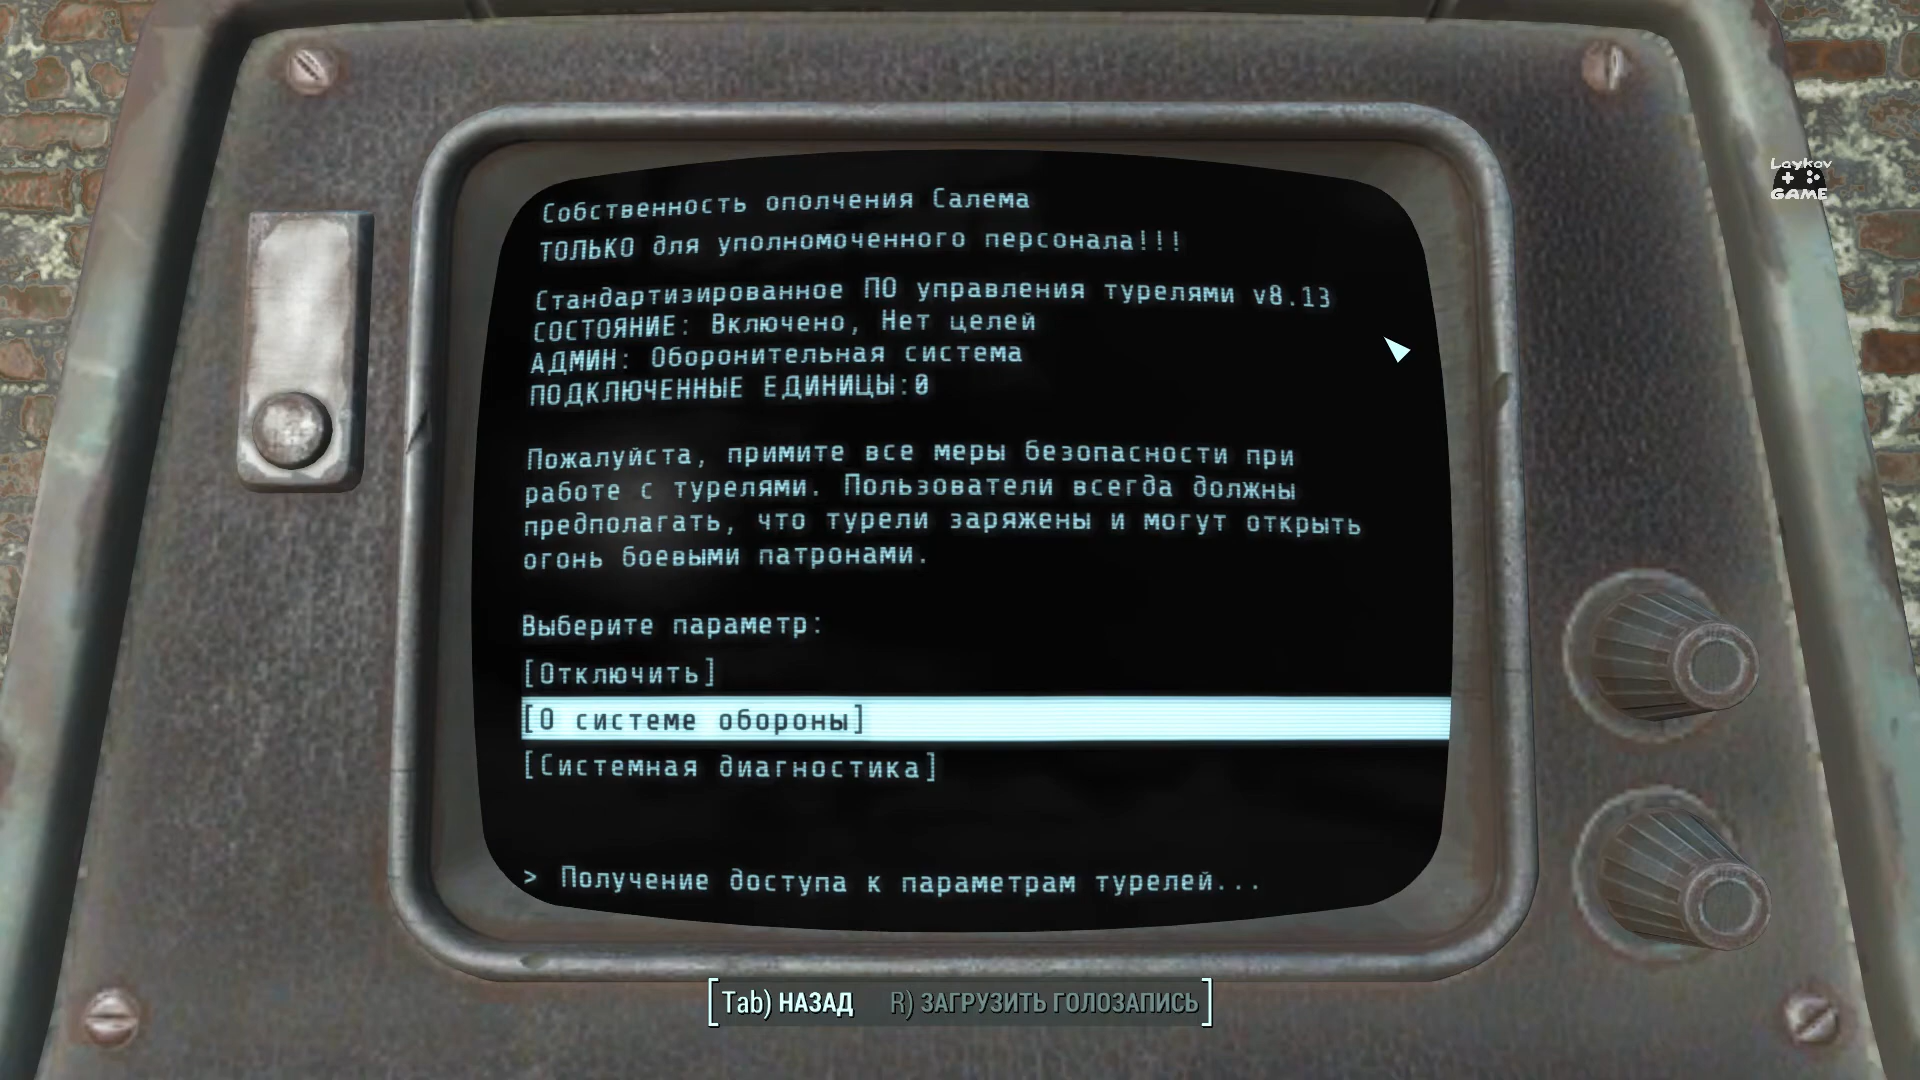 Laykov
GAME
Собственность ополчения Салема
ТОЛЬКО для уполномоченного персонала!!!
Стандартизированное ПО управления турелями v8.13
СОСТОЯНИЕ: Включено, Нет целей
АДМИН: Оборонительная система
ПОДКЛЮЧЕННЫЕ ЕДИНИЦЫ:0
Пожалуйста, примите все меры безопасности при
работе с турелями. Пользователи всегда должны
предполагать, что турели заряжены и могут открыть
огонь боевыми патронами.
Выберите параметр:
[Отключить]
[О системе обороны]
[Системная диагностика]
> Получение доступа к параметрам турелей...
Tab) НАЗАД R) ЗАГРУЗИТЬ ГОЛОЗАПИСЬ